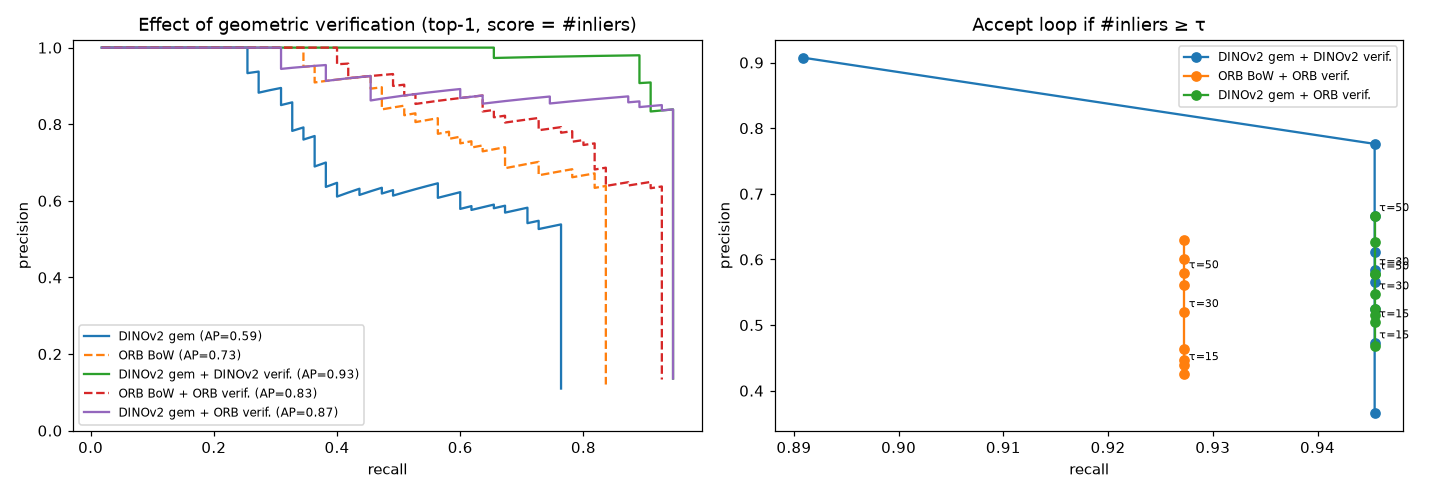 Effect of geometric verification (top-1, score = #inliers)
1.0
0.8
0.6
0.4
0.2
0.0
precision
0.0
0.2
0.4
0.6
0.8
recall
DINOv2 gem (AP=0.59)
ORB BoW (AP=0.73)
DINOv2 gem + DINOv2 verif. (AP=0.93)
ORB BoW + ORB verif. (AP=0.83)
DINOv2 gem + ORB verif. (AP=0.87)
Accept loop if #inliers ≥ τ
DINOv2 gem + DINOv2 verif.
ORB BoW + ORB verif.
DINOv2 gem + ORB verif.
0.9
0.8
0.7
0.6
0.5
0.4
precision
τ=50
τ=30
τ=15
τ=50
τ=30
τ=15
τ=15
0.89
0.90
0.91
0.92
0.93
0.94
recall